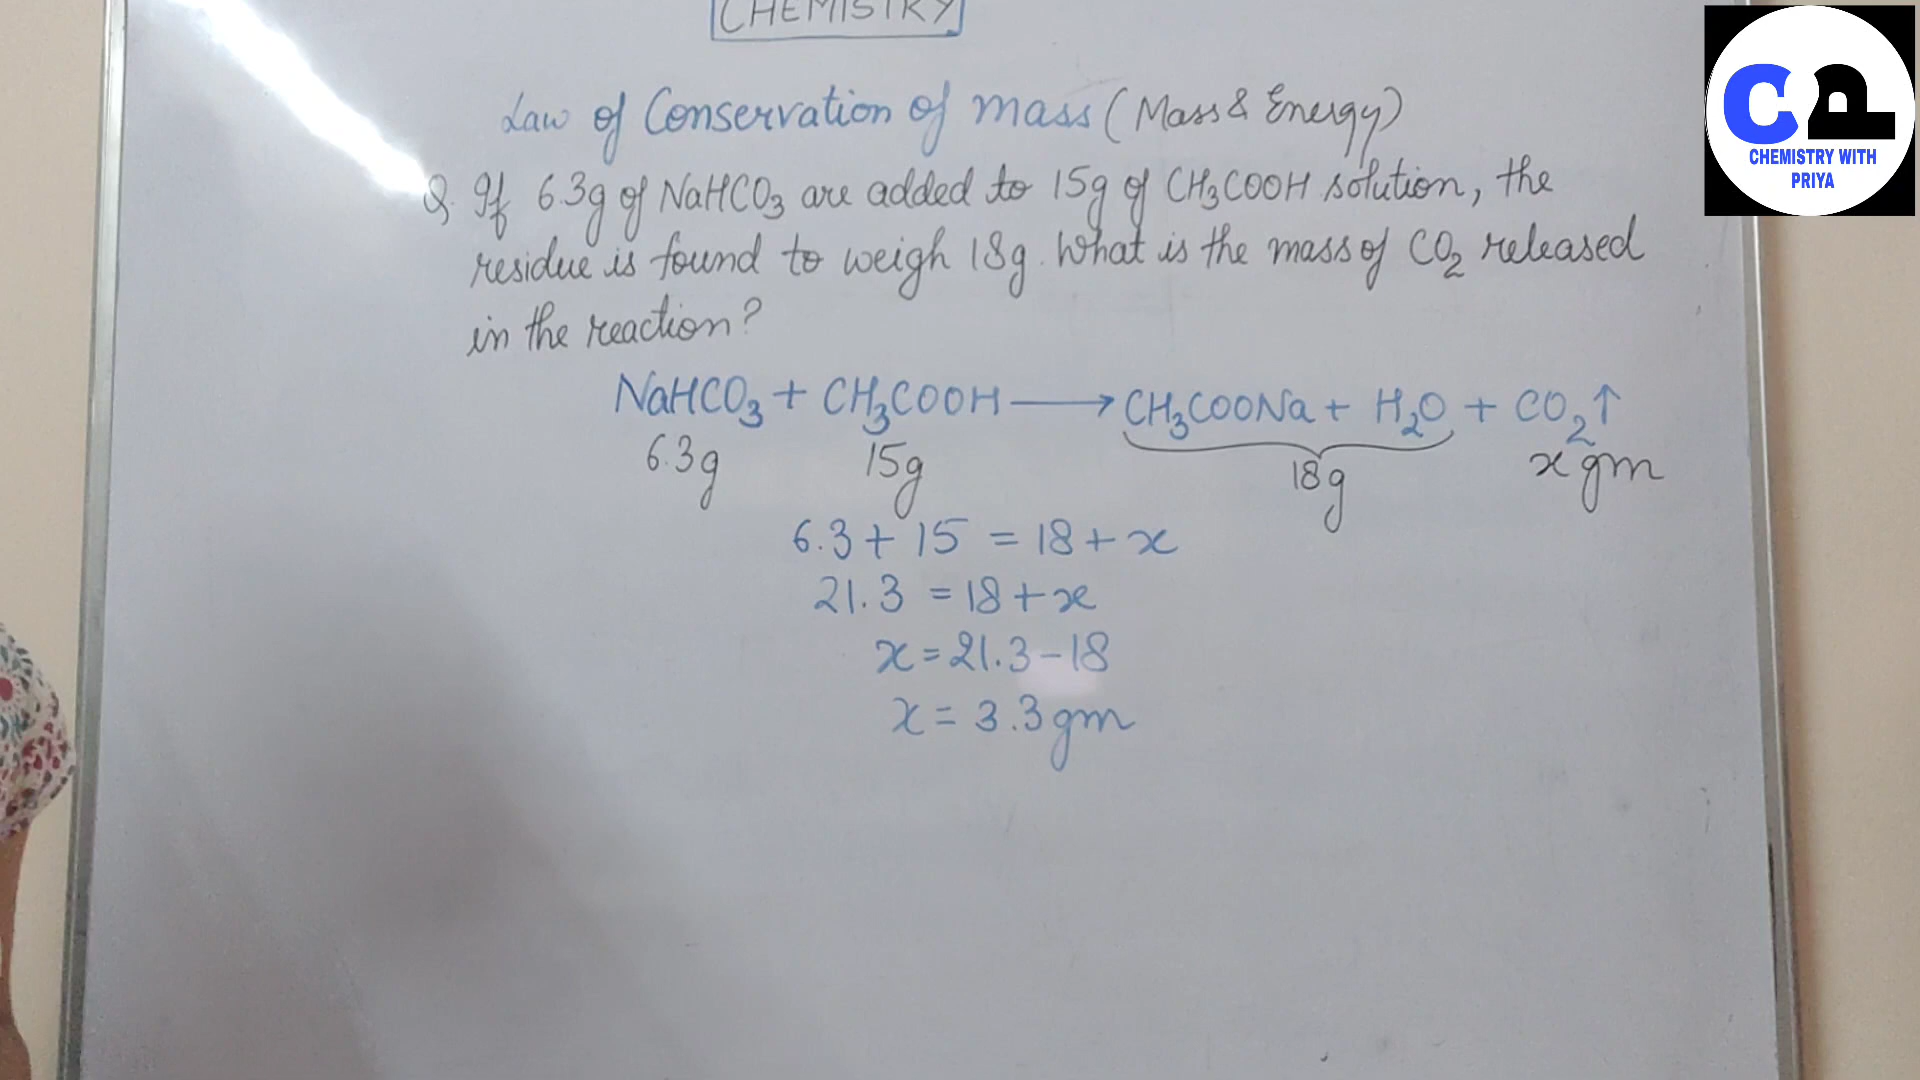 CHEMISTRY
Law of Conservation of mass (Mass & Energy)
Q. If 6.3g of NaHCO₃ are added to 15g of CH₃COOH solution, the
residue is found to weigh 18g. What is the mass of CO₂ released
in the reaction?
NaHCO₃ + CH₃COOH ⟶ CH₃COONa + H₂O + CO₂↑
6.3g 15g 18g x gm
6.3 + 15 = 18 + x
21.3 = 18 + x
x = 21.3 - 18
x = 3.3 gm
CP
CHEMISTRY WITH
PRIYA